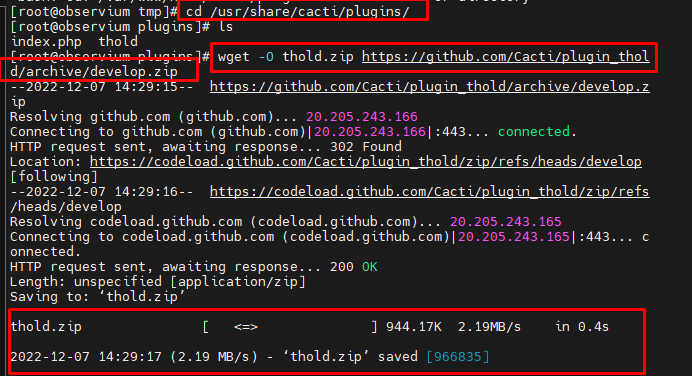 [root@observium tmp]# cd /usr/share/cacti/plugins/
[root@observium plugins]# ls
index.php  thold
[root@observium plugins]# wget -O thold.zip https://github.com/Cacti/plugin_thol
d/archive/develop.zip
--2022-12-07 14:29:15--  https://github.com/Cacti/plugin_thold/archive/develop.z
ip
Resolving github.com (github.com)... 20.205.243.166
Connecting to github.com (github.com)|20.205.243.166|:443... connected.
HTTP request sent, awaiting response... 302 Found
Location: https://codeload.github.com/Cacti/plugin_thold/zip/refs/heads/develop
[following]
--2022-12-07 14:29:16--  https://codeload.github.com/Cacti/plugin_thold/zip/refs
/heads/develop
Resolving codeload.github.com (codeload.github.com)... 20.205.243.165
Connecting to codeload.github.com (codeload.github.com)|20.205.243.165|:443... c
onnected.
HTTP request sent, awaiting response... 200 OK
Length: unspecified [application/zip]
Saving to: ‘thold.zip’
thold.zip               [   <=>              ] 944.17K  2.19MB/s    in 0.4s
2022-12-07 14:29:17 (2.19 MB/s) - ‘thold.zip’ saved [966835]